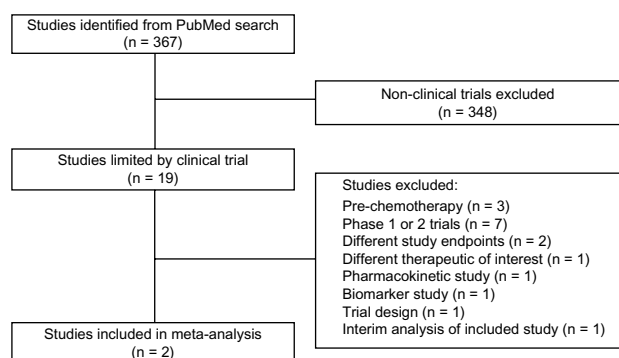 Studies identified from PubMed search
(n = 367)
Non-clinical trials excluded
(n = 348)
Studies limited by clinical trial
(n = 19)
Studies excluded:
Pre-chemotherapy (n = 3)
Phase 1 or 2 trials (n = 7)
Different study endpoints (n = 2)
Different therapeutic of interest (n = 1)
Pharmacokinetic study (n = 1)
Biomarker study (n = 1)
Trial design (n = 1)
Interim analysis of included study (n = 1)
Studies included in meta-analysis
(n = 2)